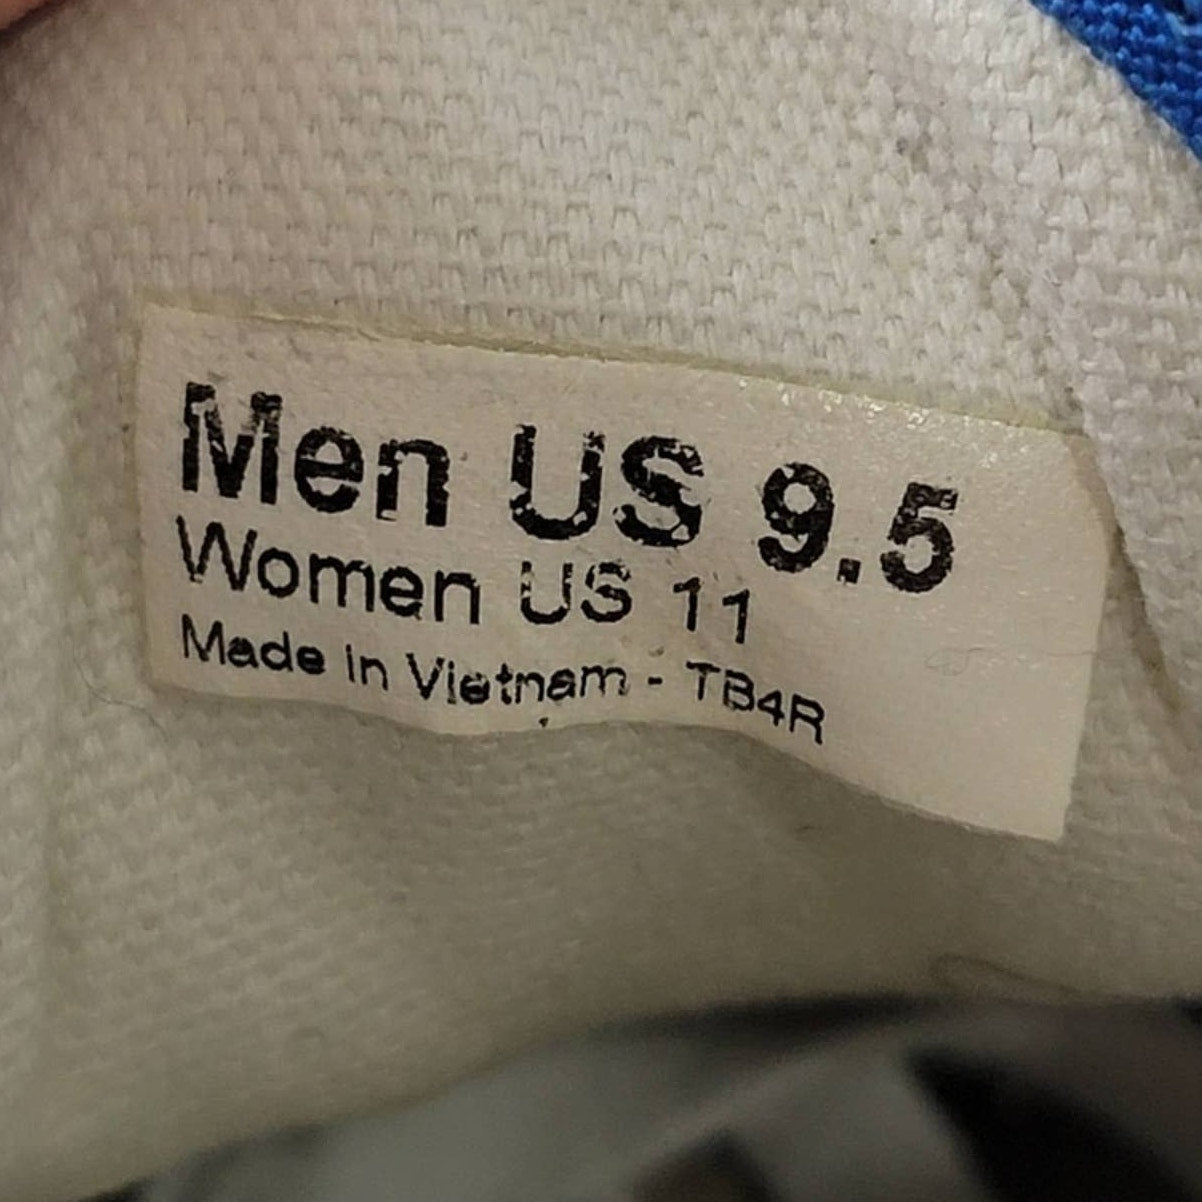 Men US 9.5
Women US 11
Made in Vietnam - TB4R